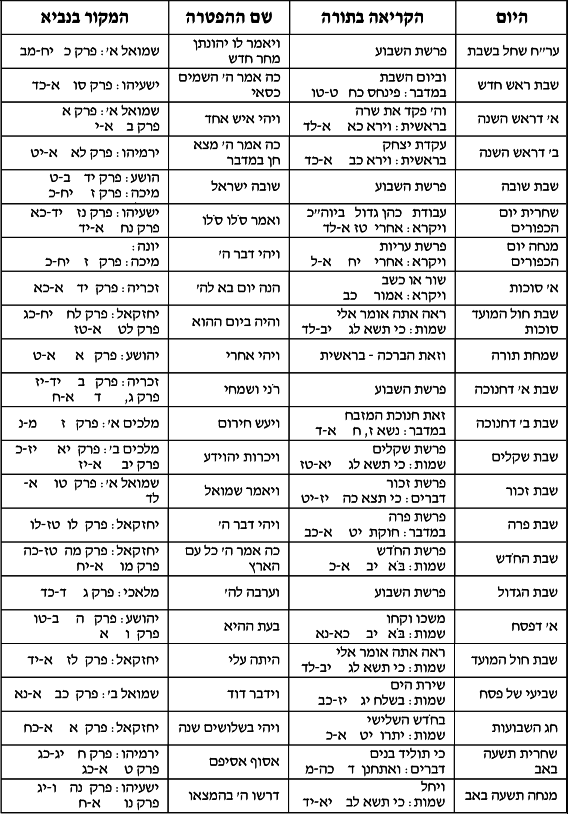 היום הקריאה בתורה שם ההפטרה המקור בנביא
ער״ח שחל בשבת פרשת השבוע ויאמר לו יהונתן מחר חדש שמואל א׳: פרק כ יח-מב
שבת ראש חדש וביום השבת במדבר: פינחס כח ט-טו כה אמר ה׳ השמים כסאי ישעיהו: פרק סו א-כד
א׳ דראש השנה וה׳ פקד את שרה בראשית: וירא כא א-לד ויהי איש אחד שמואל א׳: פרק א פרק ב א-י
ב׳ דראש השנה עקדת יצחק בראשית: וירא כב א-כד כה אמר ה׳ מצא חן במדבר ירמיהו: פרק לא א-יט
שבת שובה פרשת השבוע שובה ישראל הושע: פרק יד ב-ט מיכה: פרק ז יח-כ
שחרית יום הכפורים עבודת כהן גדול ביוה״כ ויקרא: אחרי טז א-לד ואמר סלו סלו ישעיהו: פרק נז יד-כא פרק נח א-יד
מנחה יום הכפורים פרשת עריות ויקרא: אחרי יח א-ל ויהי דבר ה׳ יונה: מיכה: פרק ז יח-כ
א׳ סוכות שור או כשב ויקרא: אמור כב הנה יום בא לה׳ זכריה: פרק יד א-כא
שבת חול המועד סוכות ראה אתה אומר אלי שמות: כי תשא לג יב-לד והיה ביום ההוא יחזקאל: פרק לח יח-כג פרק לט א-טז
שמחת תורה וזאת הברכה - בראשית ויהי אחרי יהושע: פרק א א-ט
שבת א׳ דחנוכה פרשת השבוע רני ושמחי זכריה: פרק ב יד-יז פרק ג, ד א-ח
שבת ב׳ דחנוכה זאת חנוכת המזבח במדבר: נשא ז, ח א-ד ויעש חירום מלכים א׳: פרק ז מ-נ
שבת שקלים פרשת שקלים שמות: כי תשא לג יא-טז ויכרות יהוידע מלכים ב׳: פרק יא יז-כ פרק יב א-יז
שבת זכור פרשת זכור דברים: כי תצא כה יז-יט ויאמר שמואל שמואל א׳: פרק טו א-לד
שבת פרה פרשת פרה במדבר: חוקת יט א-כב ויהי דבר ה׳ יחזקאל: פרק לו טז-לו
שבת החדש פרשת החדש שמות: בא יב א-כ כה אמר ה׳ כל עם הארץ יחזקאל: פרק מה טז-כה פרק מו א-יח
שבת הגדול פרשת השבוע וערבה לה׳ מלאכי: פרק ג ד-כד
א׳ דפסח משכו וקחו שמות: בא יב כא-נא בעת ההיא יהושע: פרק ה ב-טו פרק ו א
שבת חול המועד ראה אתה אומר אלי שמות: כי תשא לג יב-לד היתה עלי יחזקאל: פרק לז א-יד
שביעי של פסח שירת הים שמות: בשלח יג יז-כב וידבר דוד שמואל ב׳: פרק כב א-נא
חג השבועות בחדש השלישי שמות: יתרו יט א-כ ויהי בשלושים שנה יחזקאל: פרק א א-כח
שחרית תשעה באב כי תוליד בנים דברים: ואתחנן ד כה-מ אסוף אסיפם ירמיהו: פרק ח יג-כג פרק ט א-כג
מנחה תשעה באב ויחל שמות: כי תשא לב יא-יד דרשו ה׳ בהמצאו ישעיהו: פרק נה ו-יג פרק נו א-ח